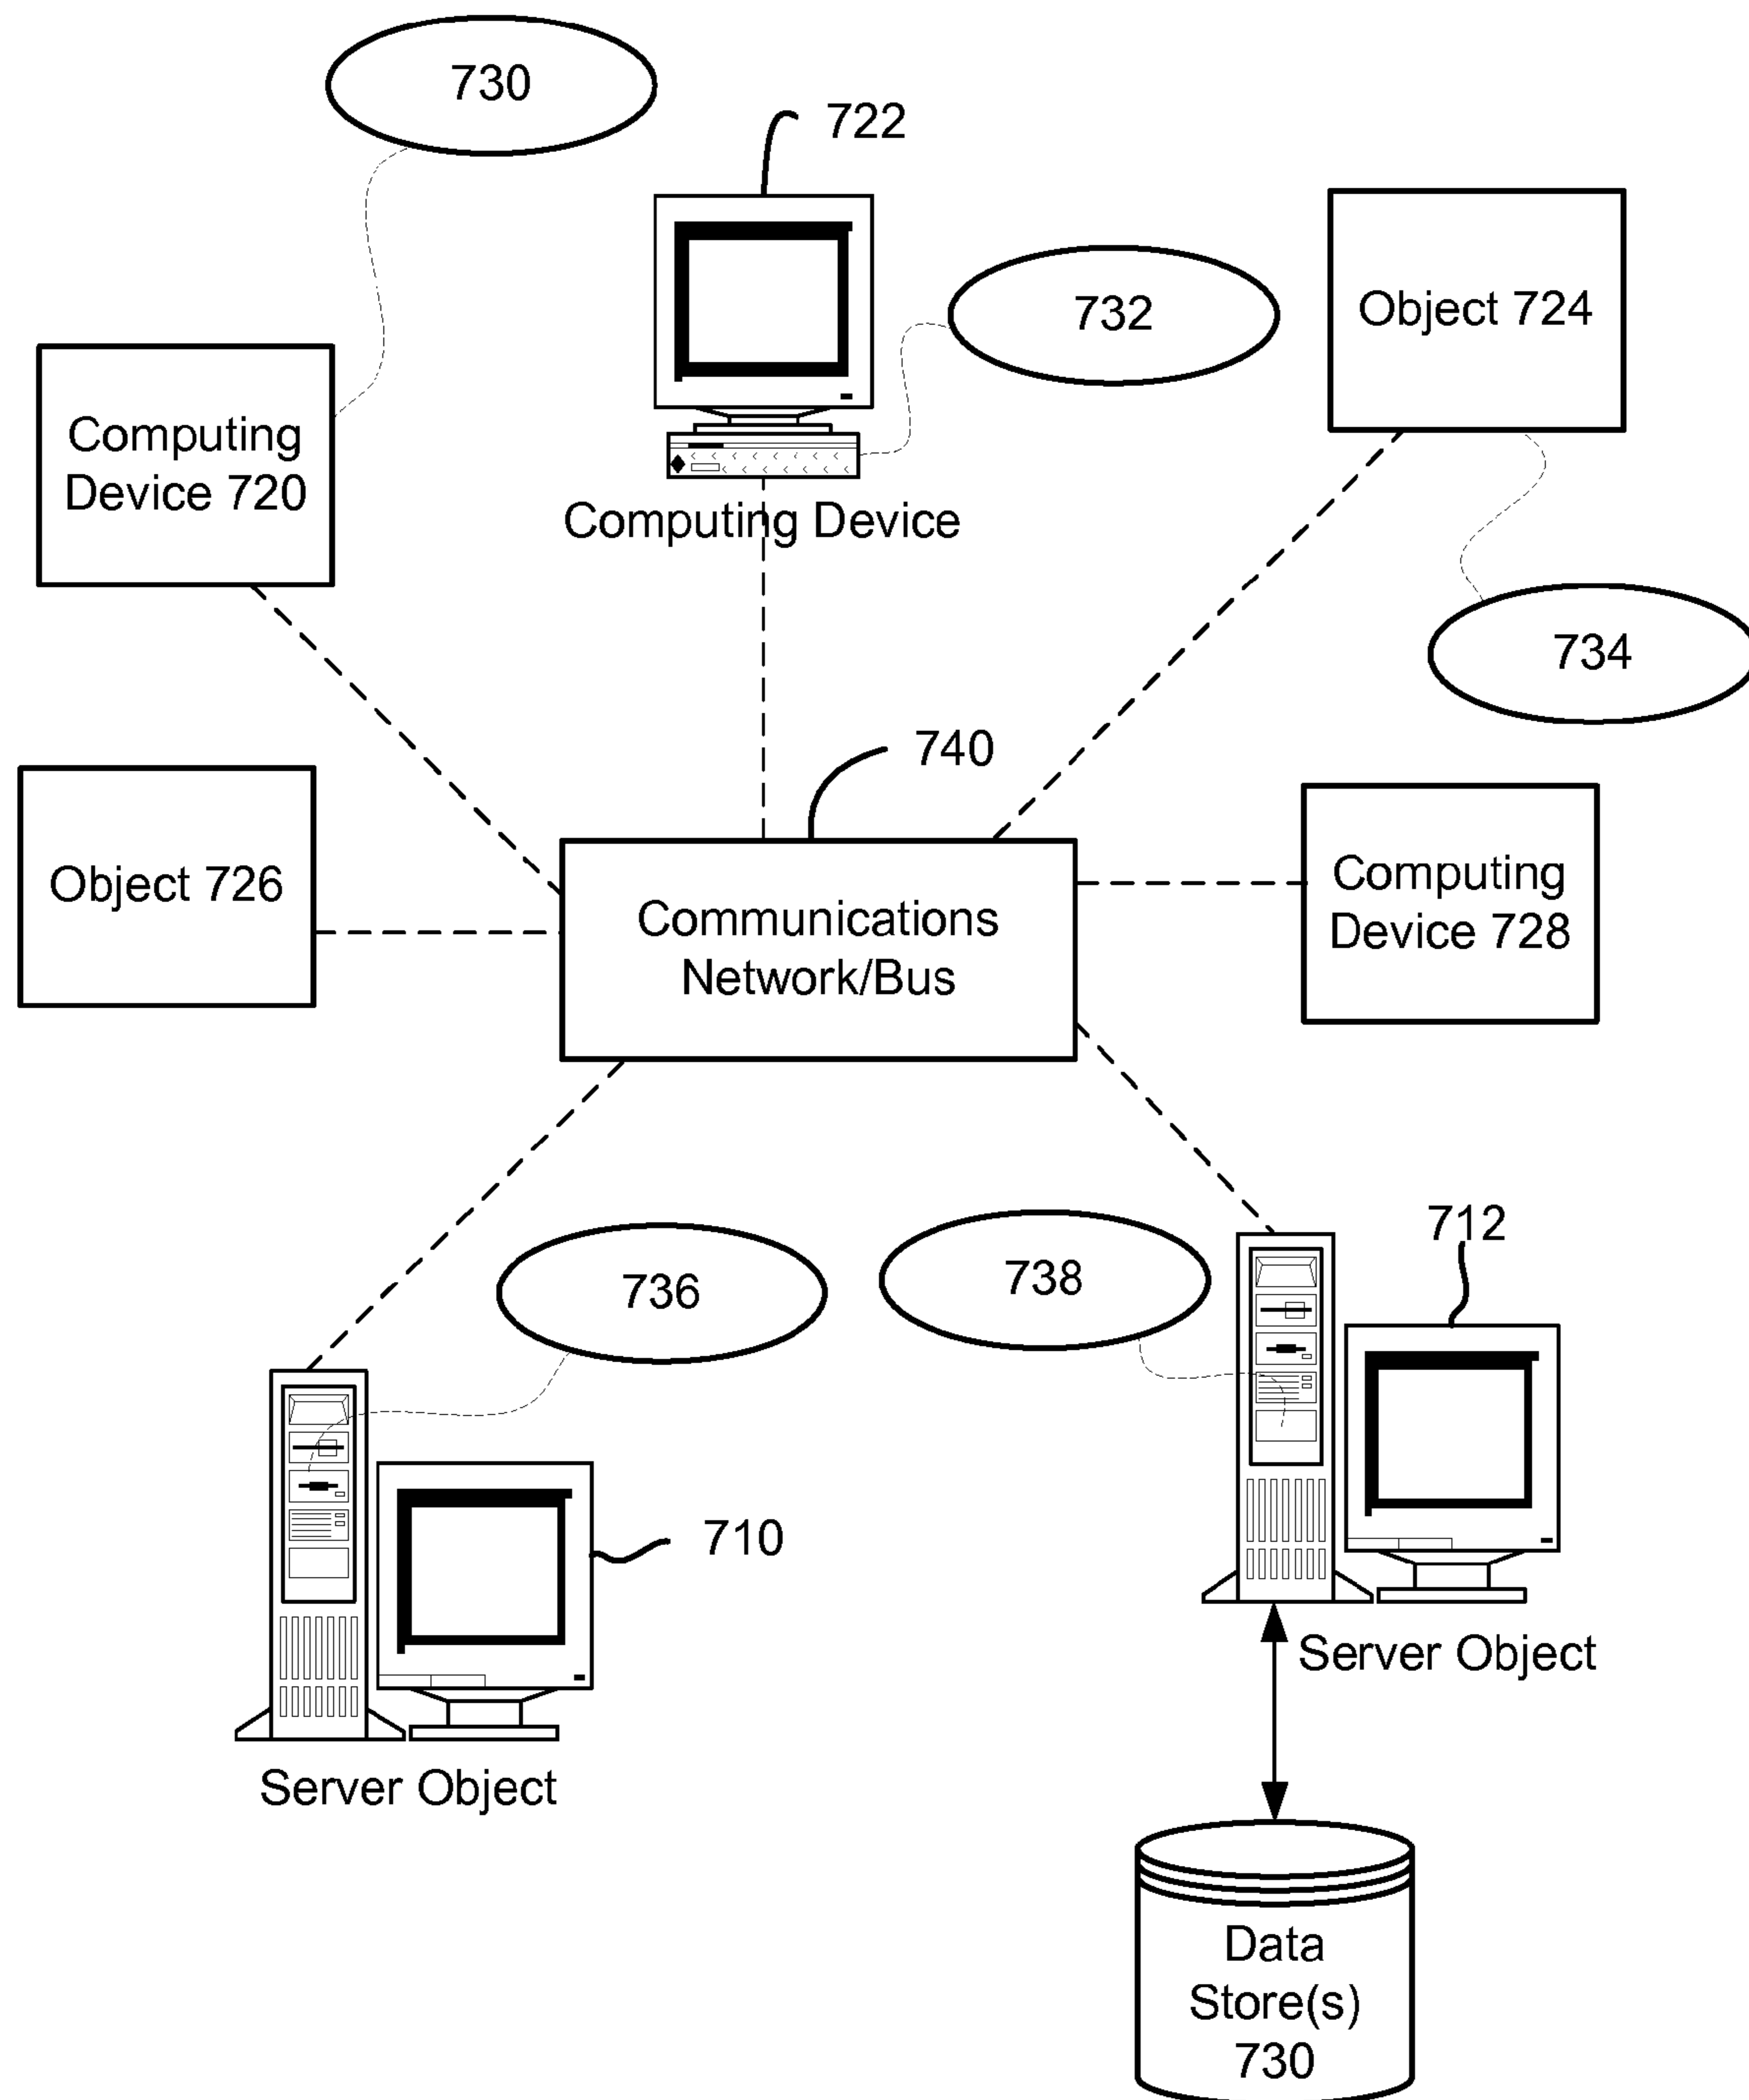 730
722
732
Object 724
Computing
Device 720
Computing Device
734
740
Object 726
Communications
Network/Bus
Computing
Device 728
736
738
712
710
Server Object
Server Object
Data
Store(s)
730